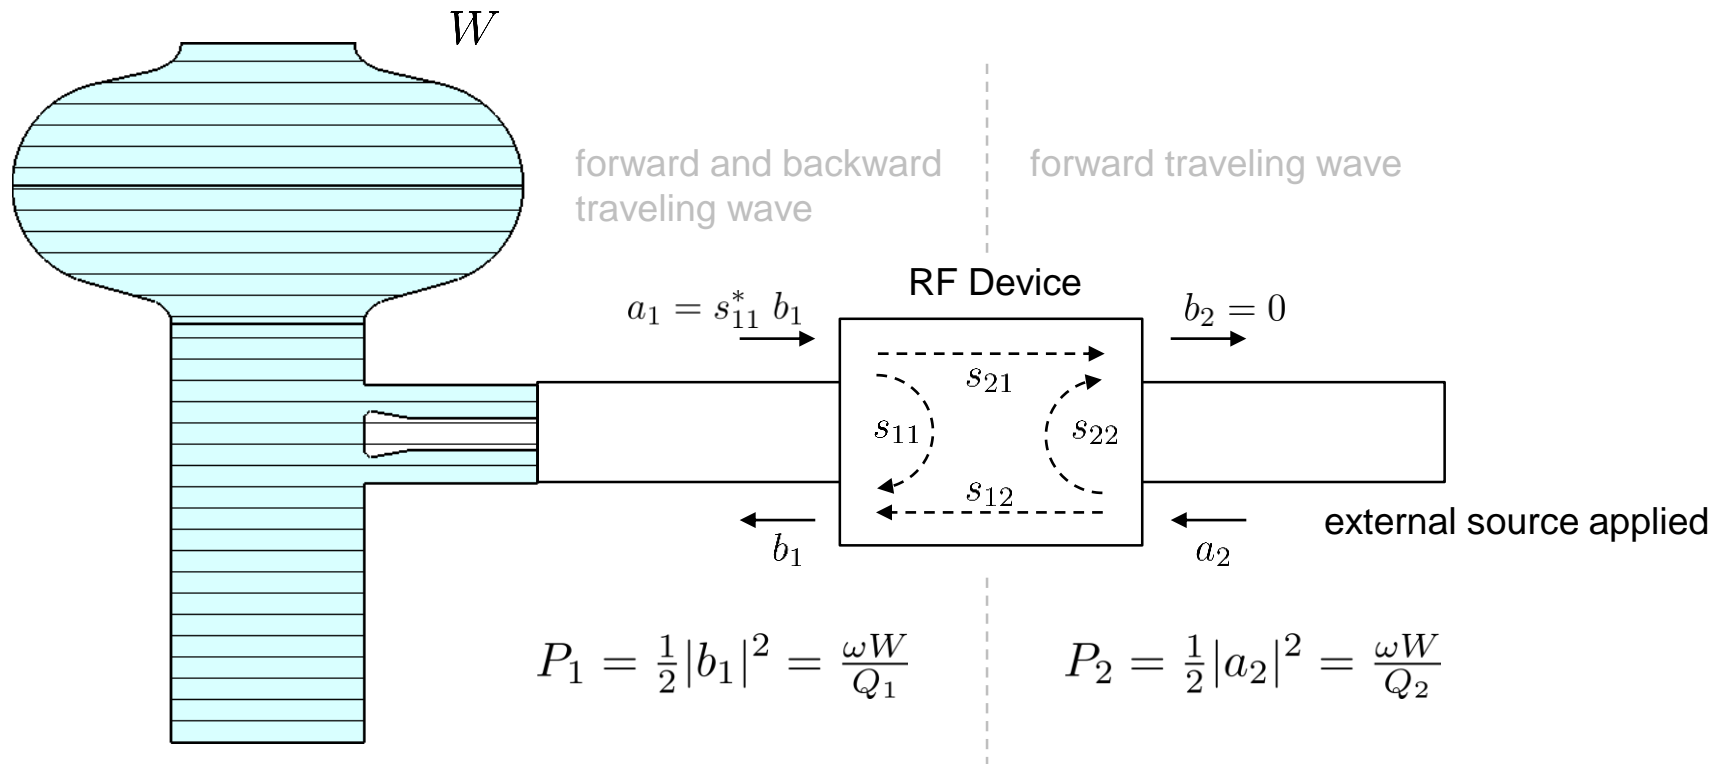 W
forward and backward
traveling wave
forward traveling wave
RF Device
a₁ = s₁₁* b₁
b₂ = 0
s₂₁
s₁₁
s₂₂
s₁₂
b₁
a₂
external source applied
P₁ = ½|b₁|² = ωW/Q₁
P₂ = ½|a₂|² = ωW/Q₂